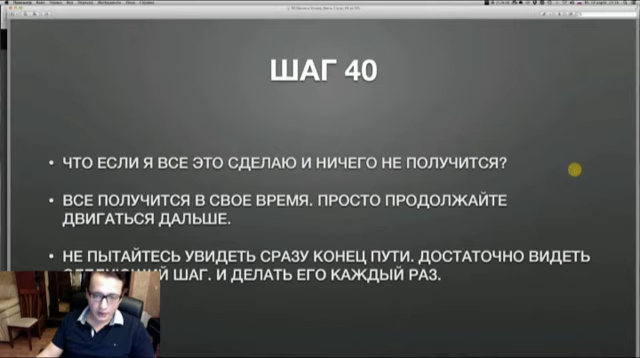 ШАГ 40
• ЧТО ЕСЛИ Я ВСЕ ЭТО СДЕЛАЮ И НИЧЕГО НЕ ПОЛУЧИТСЯ?
• ВСЕ ПОЛУЧИТСЯ В СВОЕ ВРЕМЯ. ПРОСТО ПРОДОЛЖАЙТЕ
ДВИГАТЬСЯ ДАЛЬШЕ.
• НЕ ПЫТАЙТЕСЬ УВИДЕТЬ СРАЗУ КОНЕЦ ПУТИ. ДОСТАТОЧНО ВИДЕТЬ
СЛЕДУЮЩИЙ ШАГ. И ДЕЛАТЬ ЕГО КАЖДЫЙ РАЗ.